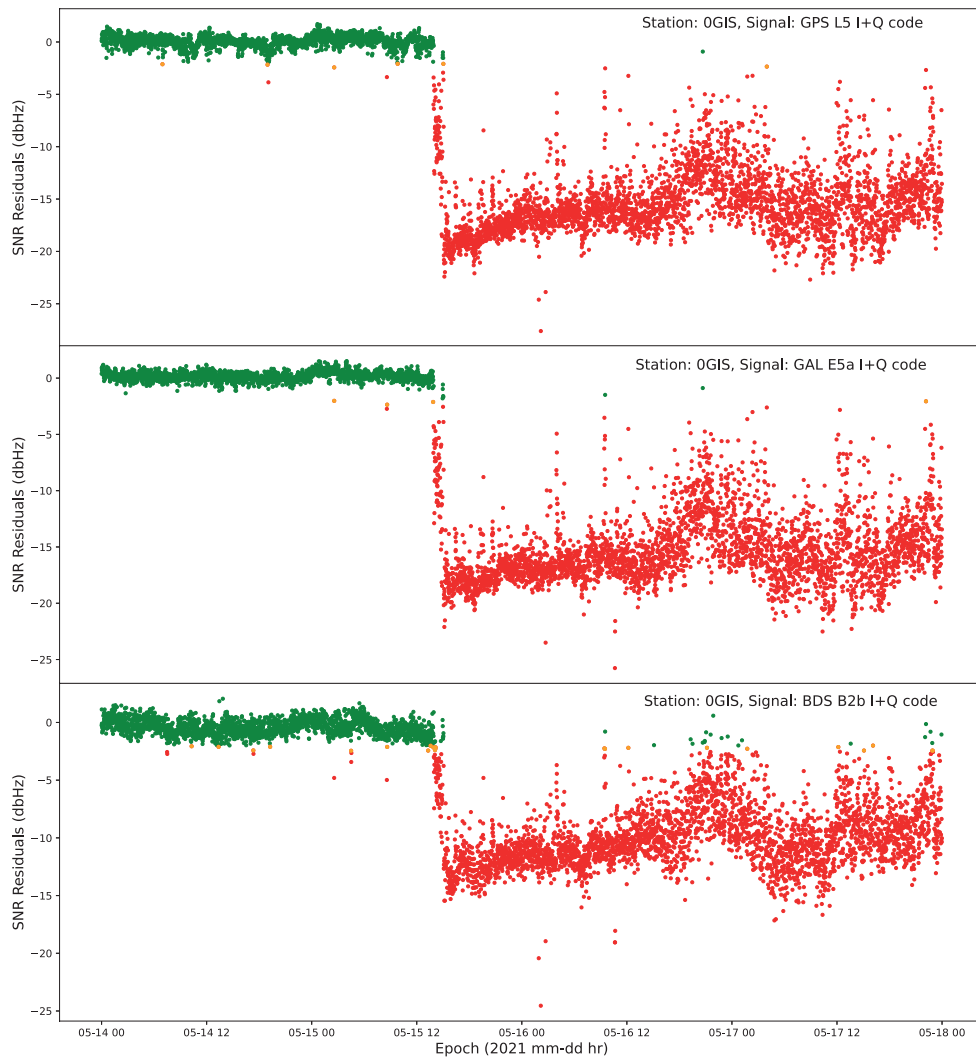 Station: 0GIS, Signal: GPS L5 I+Q code
SNR Residuals (dbHz)
0
−5
−10
−15
−20
−25
Station: 0GIS, Signal: GAL E5a I+Q code
SNR Residuals (dbHz)
0
−5
−10
−15
−20
−25
Station: 0GIS, Signal: BDS B2b I+Q code
SNR Residuals (dbHz)
0
−5
−10
−15
−20
−25
05-14 00 05-14 12 05-15 00 05-15 12 05-16 00 05-16 12 05-17 00 05-17 12 05-18 00
Epoch (2021 mm-dd hr)